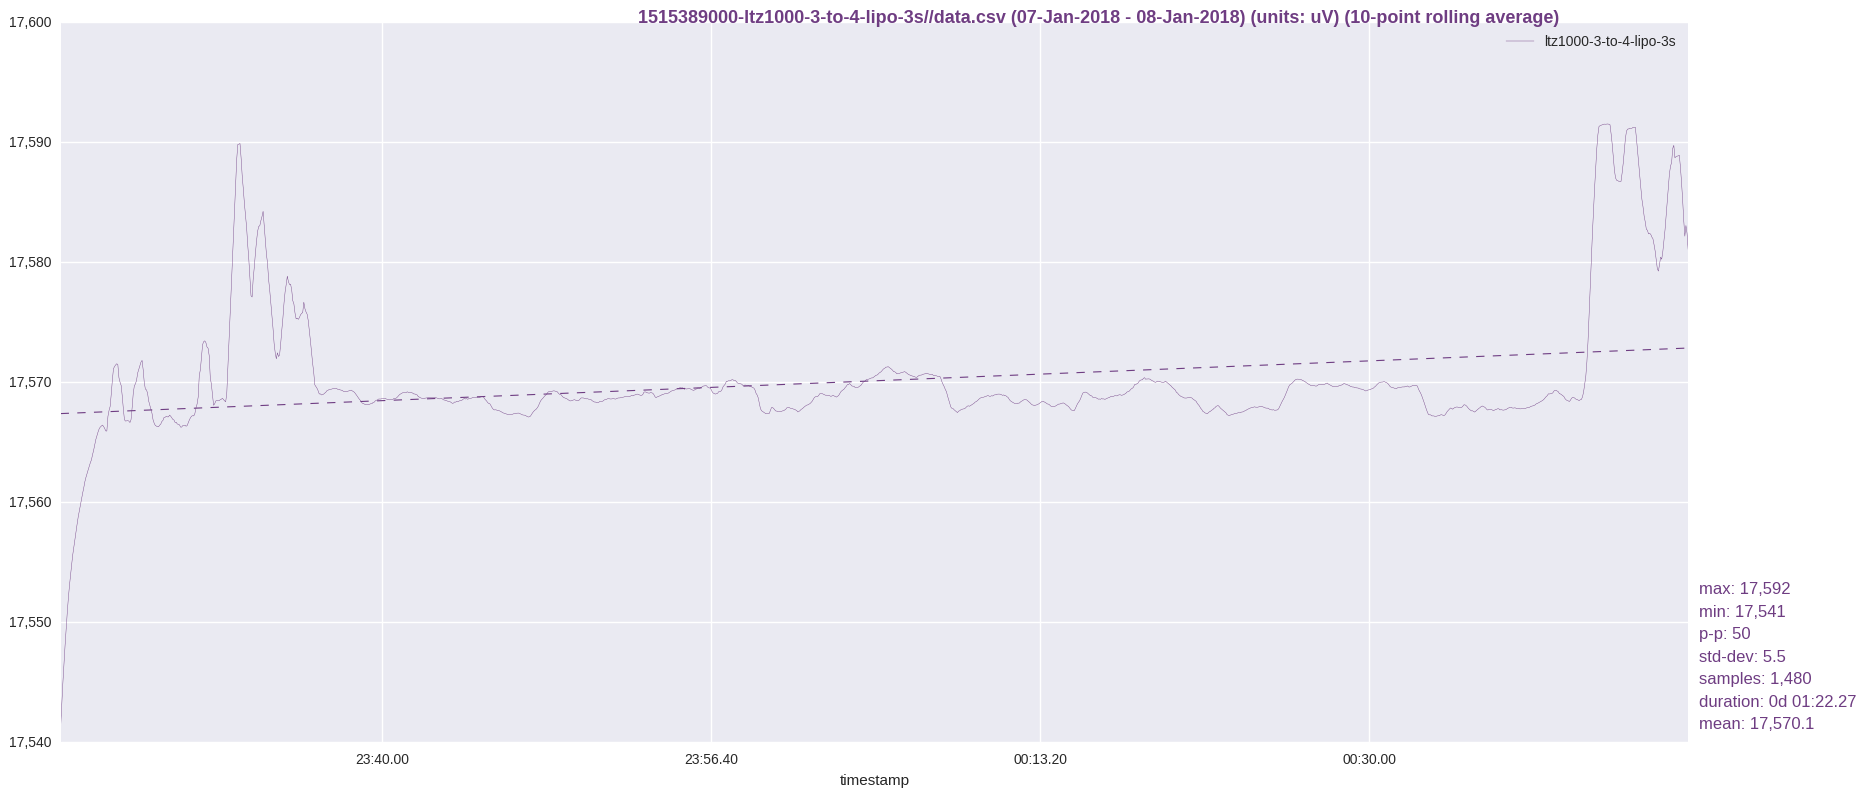 1515389000-ltz1000-3-to-4-lipo-3s//data.csv (07-Jan-2018 - 08-Jan-2018) (units: uV) (10-point rolling average)
ltz1000-3-to-4-lipo-3s
17,600
17,590
17,580
17,570
17,560
17,550
17,540
max: 17,592
min: 17,541
p-p: 50
std-dev: 5.5
samples: 1,480
duration: 0d 01:22.27
mean: 17,570.1
23:40.00
23:56.40
00:13.20
00:30.00
timestamp